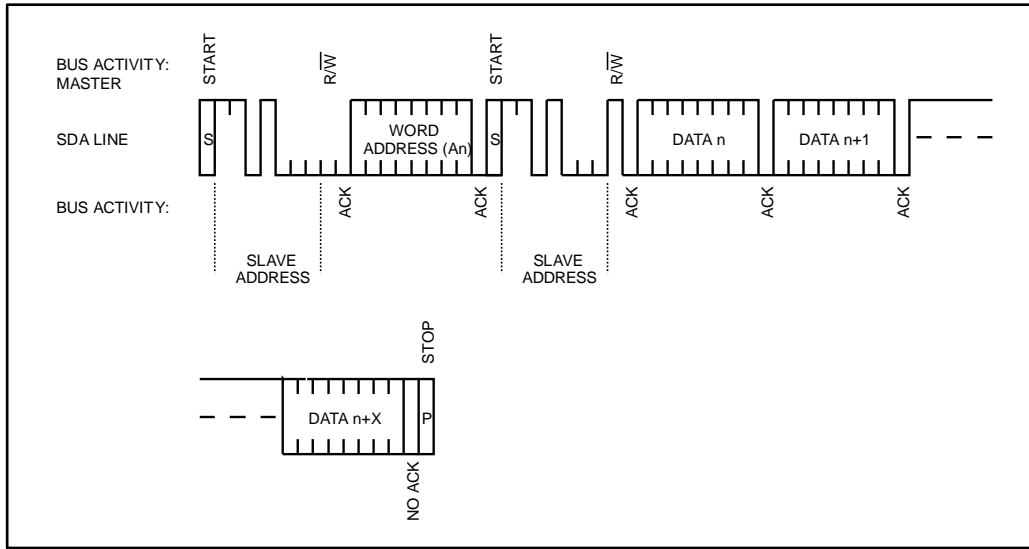 BUS ACTIVITY:
MASTER
START
R/W
START
R/W
SDA LINE
S
WORD
ADDRESS (An)
S
DATA n
DATA n+1
BUS ACTIVITY:
ACK
ACK
ACK
ACK
ACK
SLAVE
ADDRESS
SLAVE
ADDRESS
STOP
DATA n+X
P
NO ACK